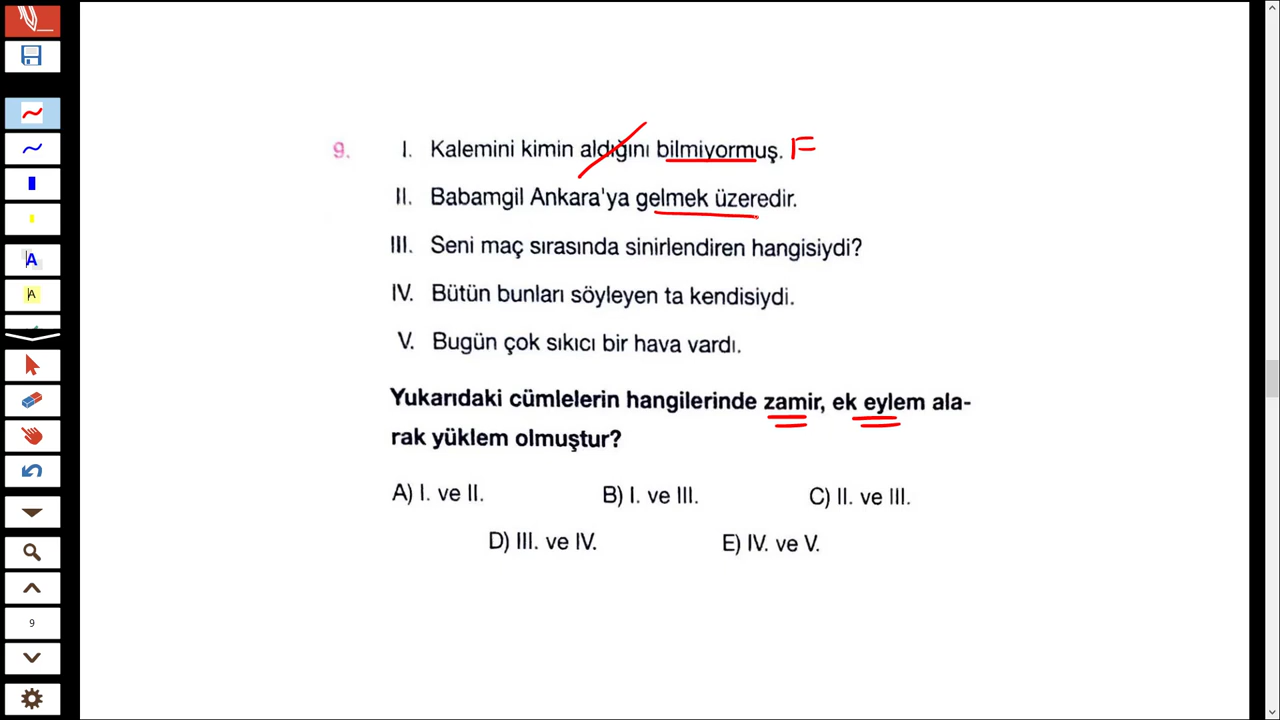 9. I. Kalemini kimin aldığını bilmiyormuş. F
II. Babamgil Ankara'ya gelmek üzeredir.
III. Seni maç sırasında sinirlendiren hangisiydi?
IV. Bütün bunları söyleyen ta kendisiydi.
V. Bugün çok sıkıcı bir hava vardı.
Yukarıdaki cümlelerin hangilerinde zamir, ek eylem ala-
rak yüklem olmuştur?
A) I. ve II. B) I. ve III. C) II. ve III.
D) III. ve IV. E) IV. ve V.
A
A
9